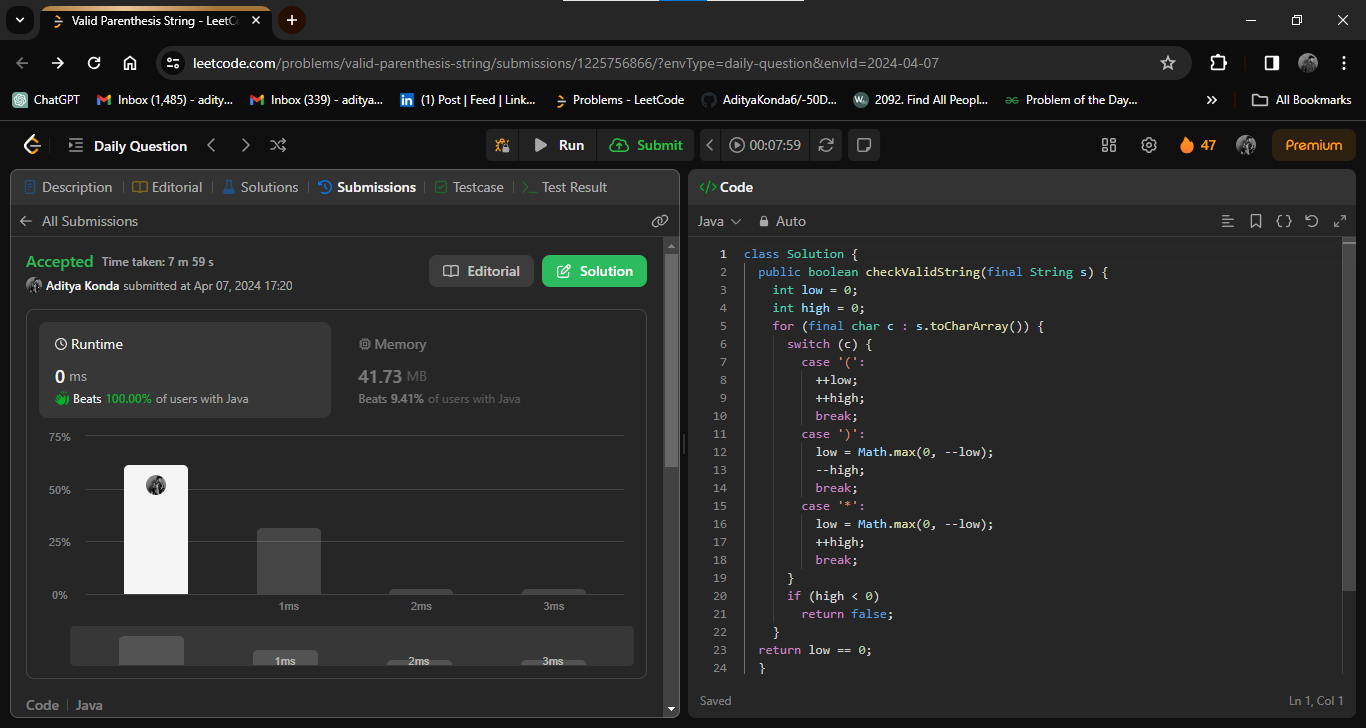 Valid Parenthesis String - LeetC
leetcode.com/problems/valid-parenthesis-string/submissions/1225756866/?envType=daily-question&envId=2024-04-07
ChatGPT
Inbox (1,485) - adity...
Inbox (339) - aditya...
(1) Post | Feed | Link...
Problems - LeetCode
AdityaKonda6/-50D...
2092. Find All Peopl...
Problem of the Day...
»
All Bookmarks
Daily Question
Run
Submit
00:07:59
47
Premium
Description
Editorial
Solutions
Submissions
Testcase
Test Result
All Submissions
Accepted Time taken: 7 m 59 s
Aditya Konda submitted at Apr 07, 2024 17:20
Editorial
Solution
Runtime
0 ms
Beats 100.00% of users with Java
Memory
41.73 MB
Beats 9.41% of users with Java
75%
50%
25%
0%
1ms
2ms
3ms
1ms
2ms
3ms
Code | Java
</> Code
Java
Auto
1 class Solution {
2 public boolean checkValidString(final String s) {
3 int low = 0;
4 int high = 0;
5 for (final char c : s.toCharArray()) {
6 switch (c) {
7 case '(':
8 ++low;
9 ++high;
10 break;
11 case ')':
12 low = Math.max(0, --low);
13 --high;
14 break;
15 case '*':
16 low = Math.max(0, --low);
17 ++high;
18 break;
19 }
20 if (high < 0)
21 return false;
22 }
23 return low == 0;
24 }
Saved
Ln 1, Col 1